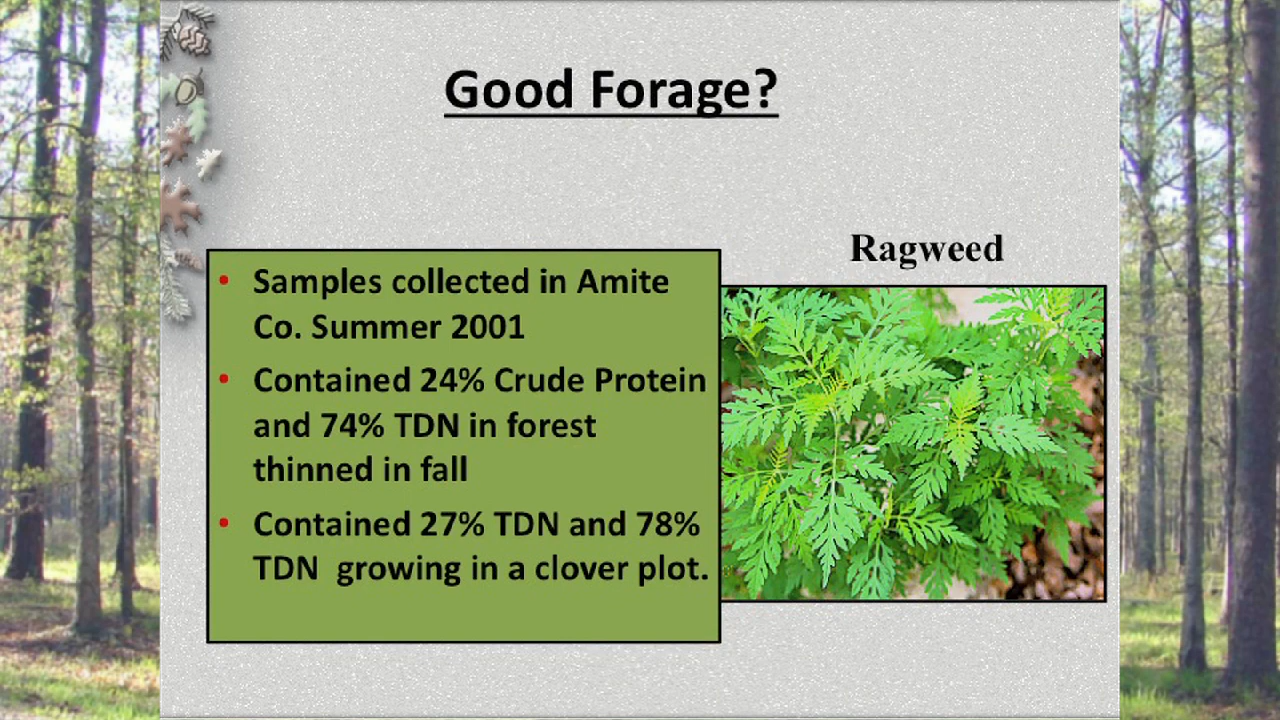 Good Forage?
Ragweed
• Samples collected in Amite
Co. Summer 2001
• Contained 24% Crude Protein
and 74% TDN in forest
thinned in fall
• Contained 27% TDN and 78%
TDN  growing in a clover plot.